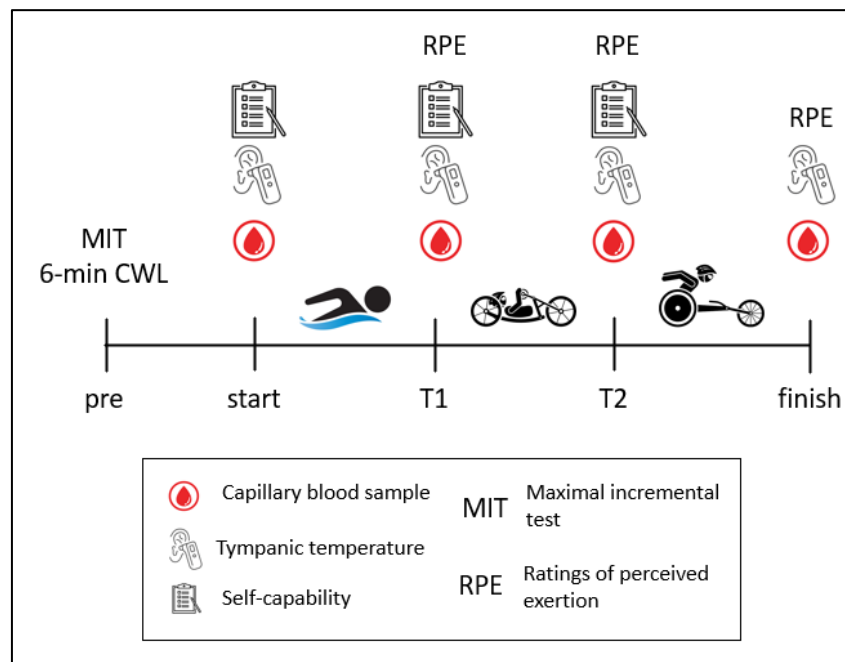 RPE
RPE
RPE
MIT
6-min CWL
pre
start
T1
T2
finish
Capillary blood sample
Tympanic temperature
Self-capability
MIT
Maximal incremental
test
RPE
Ratings of perceived
exertion